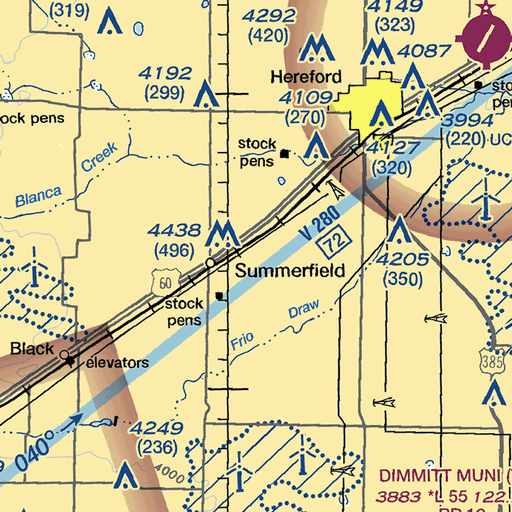 (319)
4292
(420)
4149
(323)
4087
4192
(299)
Hereford
4109
(270)
ock pens
stock
pens
3994
(220) UC
4127
(320)
Blanca Creek
V 280
72
4438
(496)
4205
(350)
60
Summerfield
stock
pens
Frio Draw
Black
elevators
385
040°
4249
(236)
4000
DIMMITT MUNI (
3883 *L 55 122.